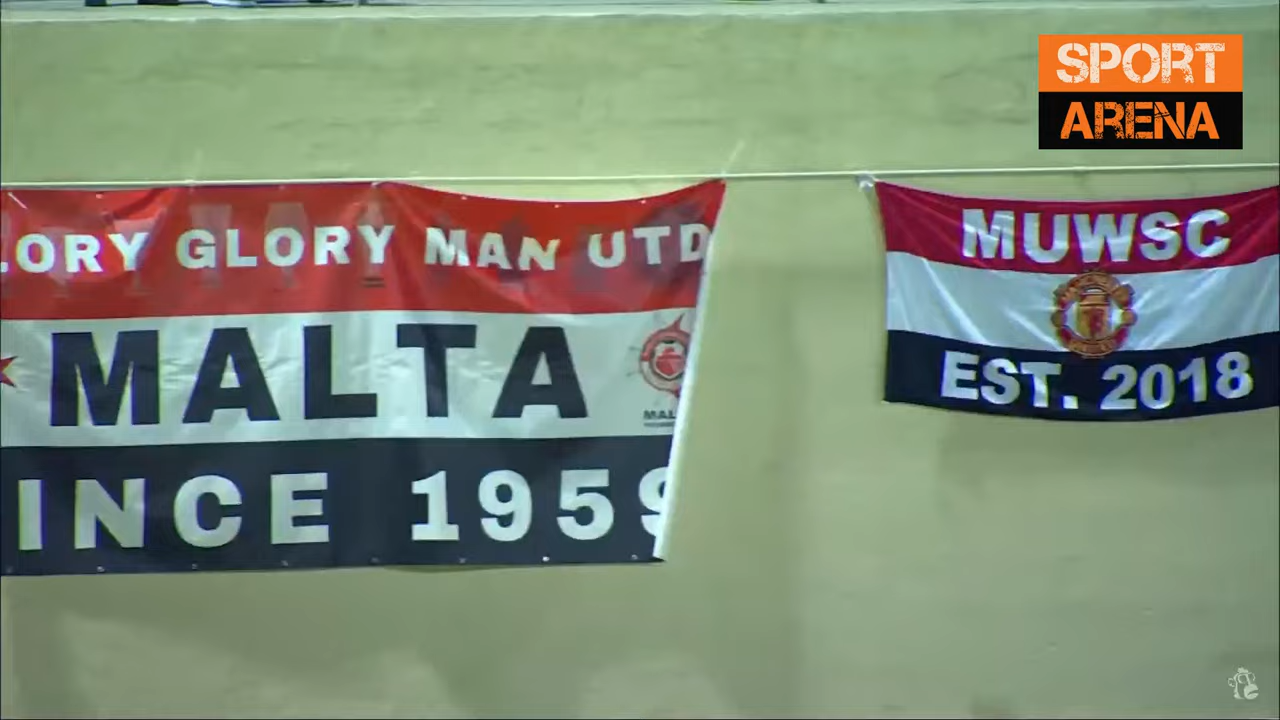 SPORT
ARENA
LORY GLORY MAN UTD
MALTA
INCE 1959
MUWSC
EST. 2018